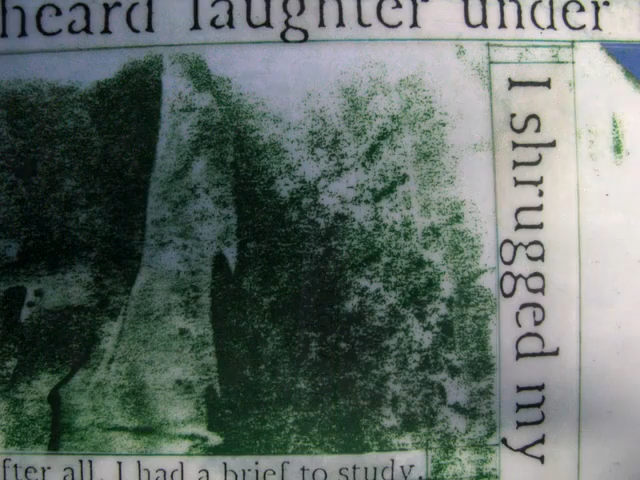 heard laughter under
I shrugged my
fter all, I had a brief to study,